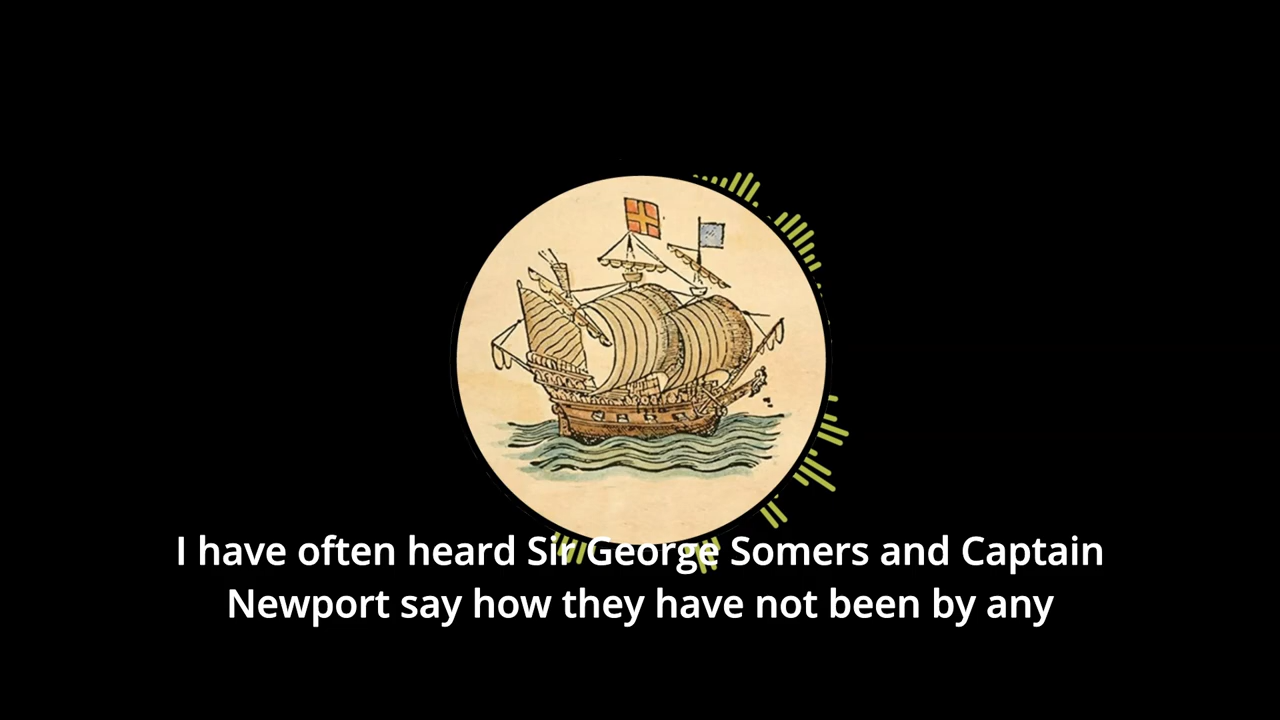 I have often heard Sir George Somers and Captain
Newport say how they have not been by any